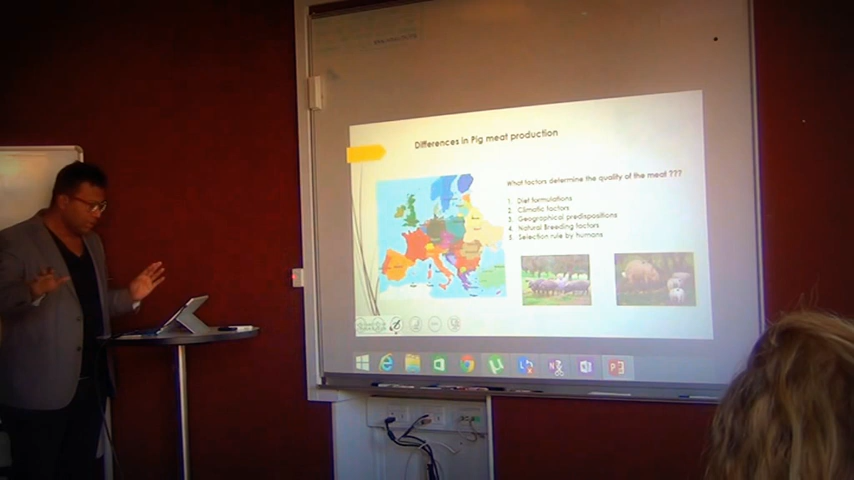 Differences in Pig meat production
What factors determine the quality of the meat ???
1. Diet formulations
2. Climatic factors
3. Geographical predispositions
4. Natural Breeding factors
5. Selection rule by humans